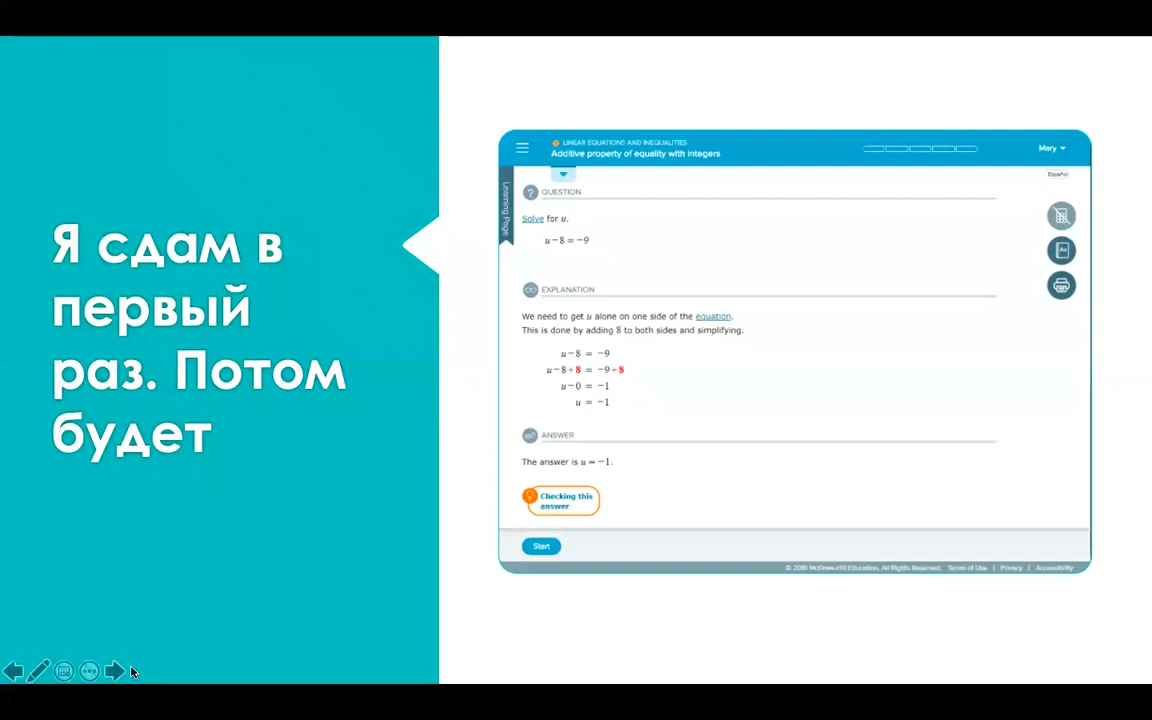 Я сдам в
первый
раз. Потом
будет
LINEAR EQUATIONS AND INEQUALITIES
Additive property of equality with integers
Mary
Español
Learning Page
QUESTION
Solve for u.
u − 8 = −9
EXPLANATION
We need to get u alone on one side of the equation.
This is done by adding 8 to both sides and simplifying.
u − 8 = −9
u − 8 + 8 = −9 + 8
u − 0 = −1
u = −1
ANSWER
The answer is u = −1.
Checking this
answer
Start
© 2018 McGraw-Hill Education. All Rights Reserved. Terms of Use | Privacy | Accessibility